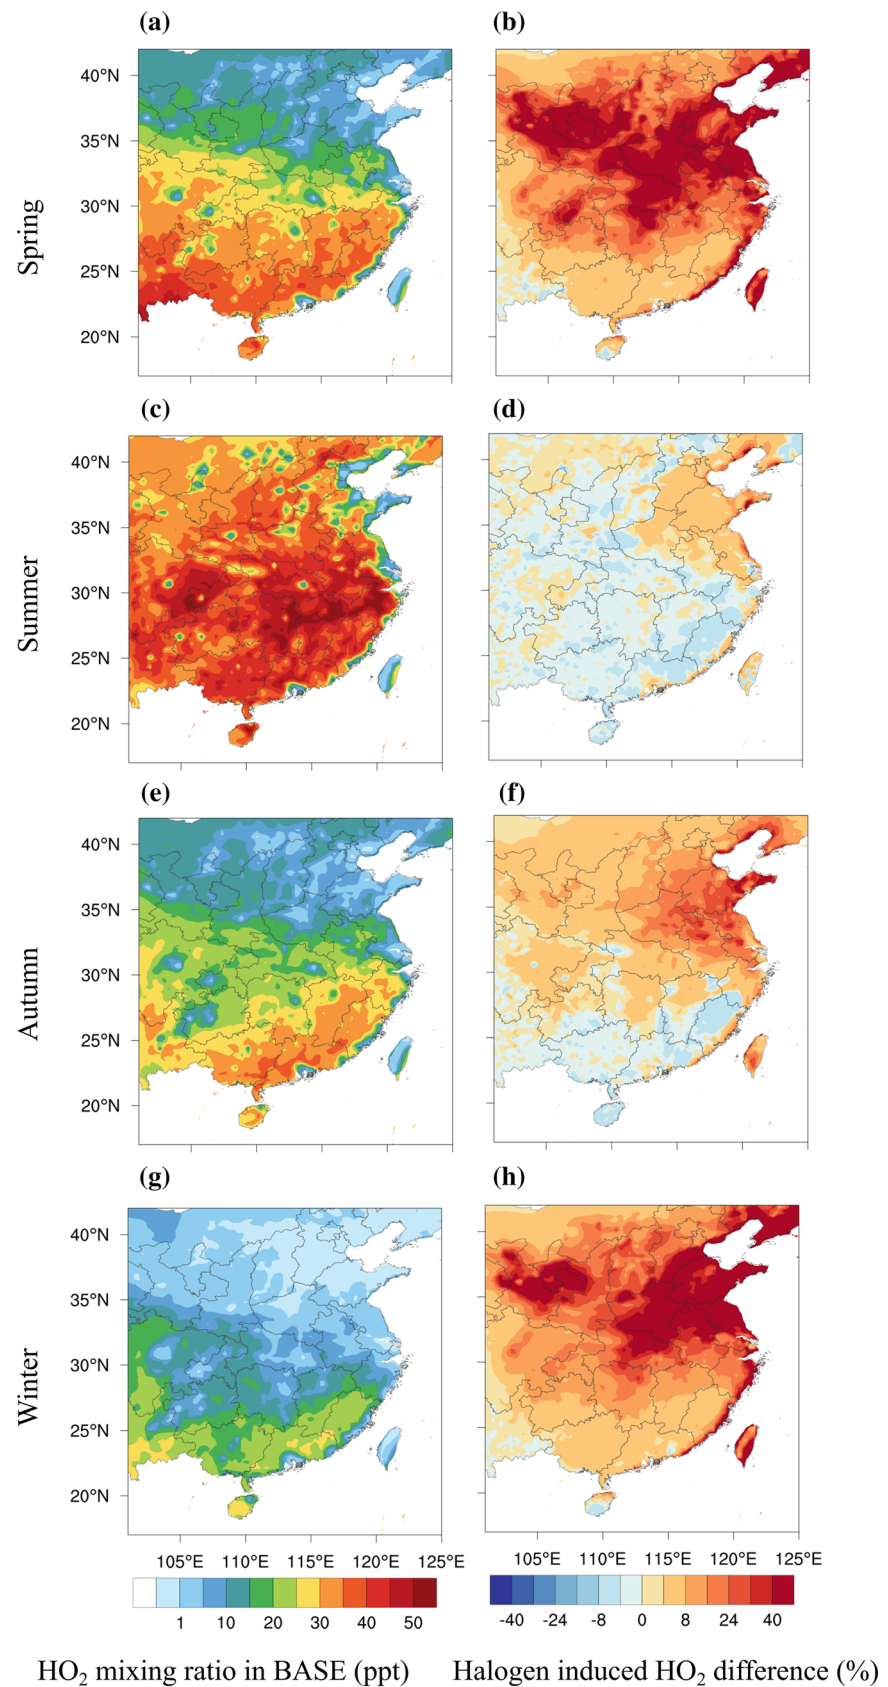 (a) (b)
40°N
35°N
30°N
25°N
20°N
Spring
(c) (d)
40°N
35°N
30°N
25°N
20°N
Summer
(e) (f)
40°N
35°N
30°N
25°N
20°N
Autumn
(g) (h)
40°N
35°N
30°N
25°N
20°N
Winter
105°E 110°E 115°E 120°E 125°E 105°E 110°E 115°E 120°E 125°E
1 10 20 30 40 50 -40 -24 -8 0 8 24 40
HO₂ mixing ratio in BASE (ppt) Halogen induced HO₂ difference (%)